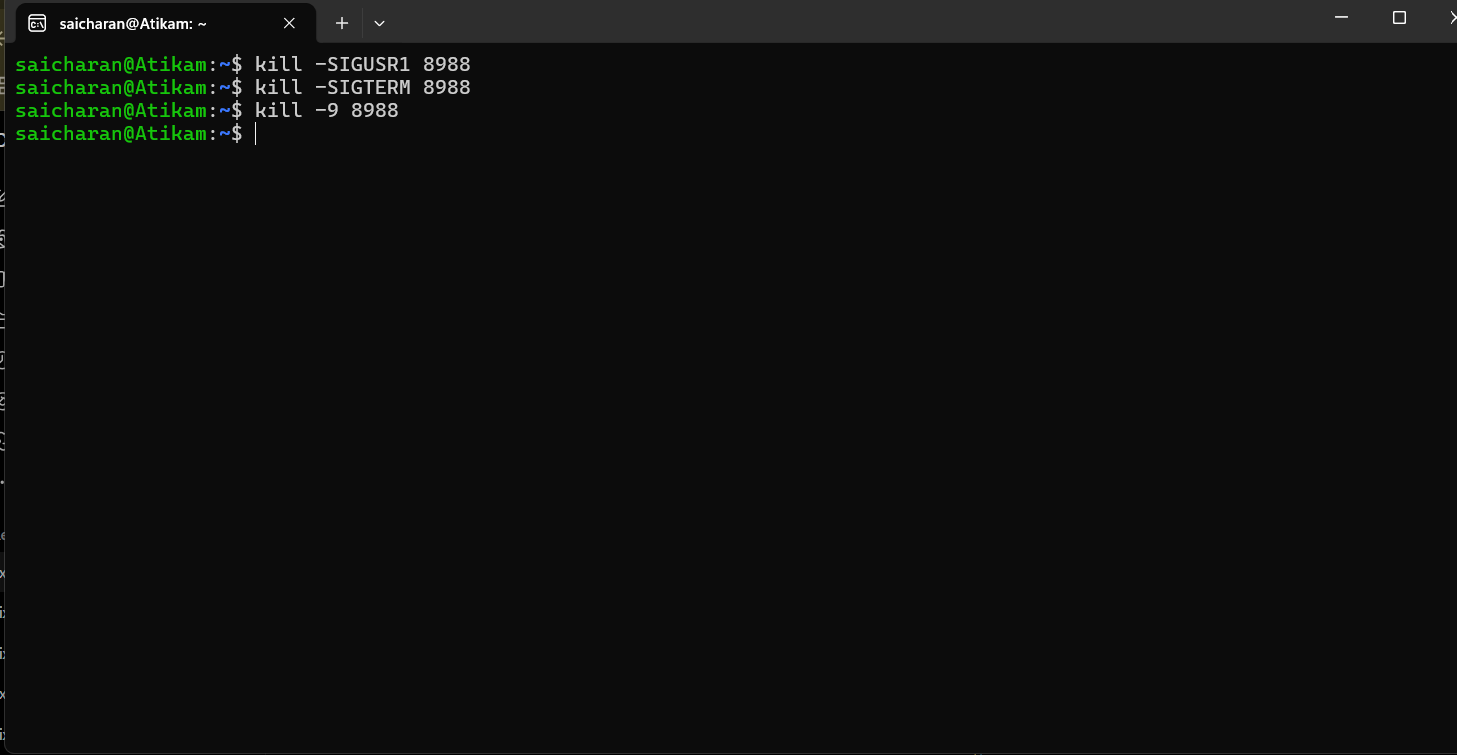 saicharan@Atikam: ~
saicharan@Atikam:~$ kill -SIGUSR1 8988
saicharan@Atikam:~$ kill -SIGTERM 8988
saicharan@Atikam:~$ kill -9 8988
saicharan@Atikam:~$